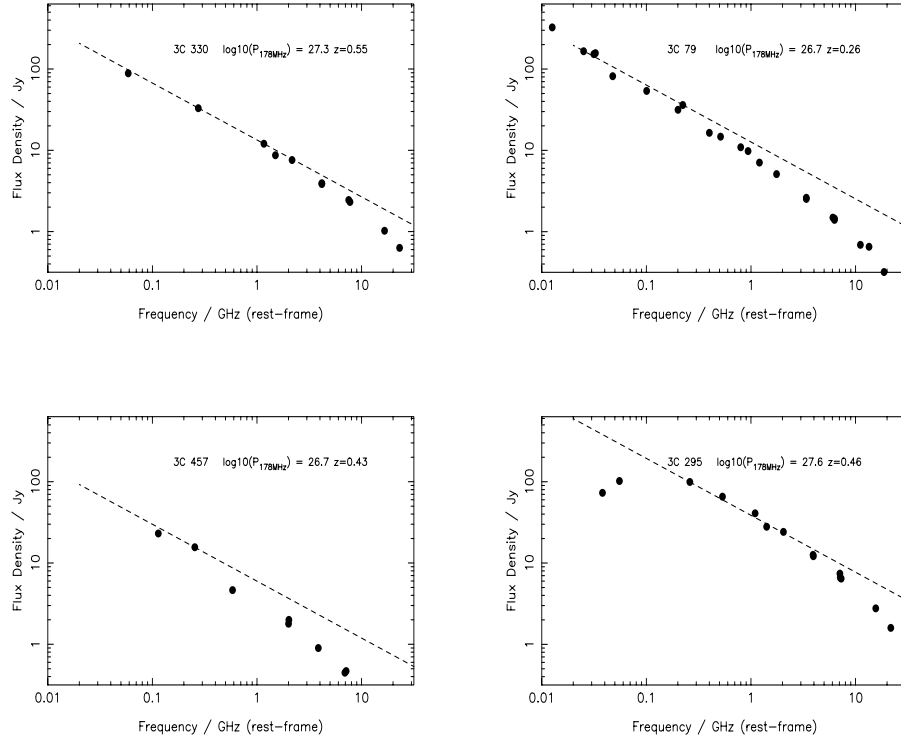 3C 330 log10(P178MHz) = 27.3 z=0.55
Flux Density / Jy
100
10
1
0.01 0.1 1 10
Frequency / GHz (rest-frame)
3C 79 log10(P178MHz) = 26.7 z=0.26
Flux Density / Jy
100
10
1
0.01 0.1 1 10
Frequency / GHz (rest-frame)
3C 457 log10(P178MHz) = 26.7 z=0.43
Flux Density / Jy
100
10
1
0.01 0.1 1 10
Frequency / GHz (rest-frame)
3C 295 log10(P178MHz) = 27.6 z=0.46
Flux Density / Jy
100
10
1
0.01 0.1 1 10
Frequency / GHz (rest-frame)